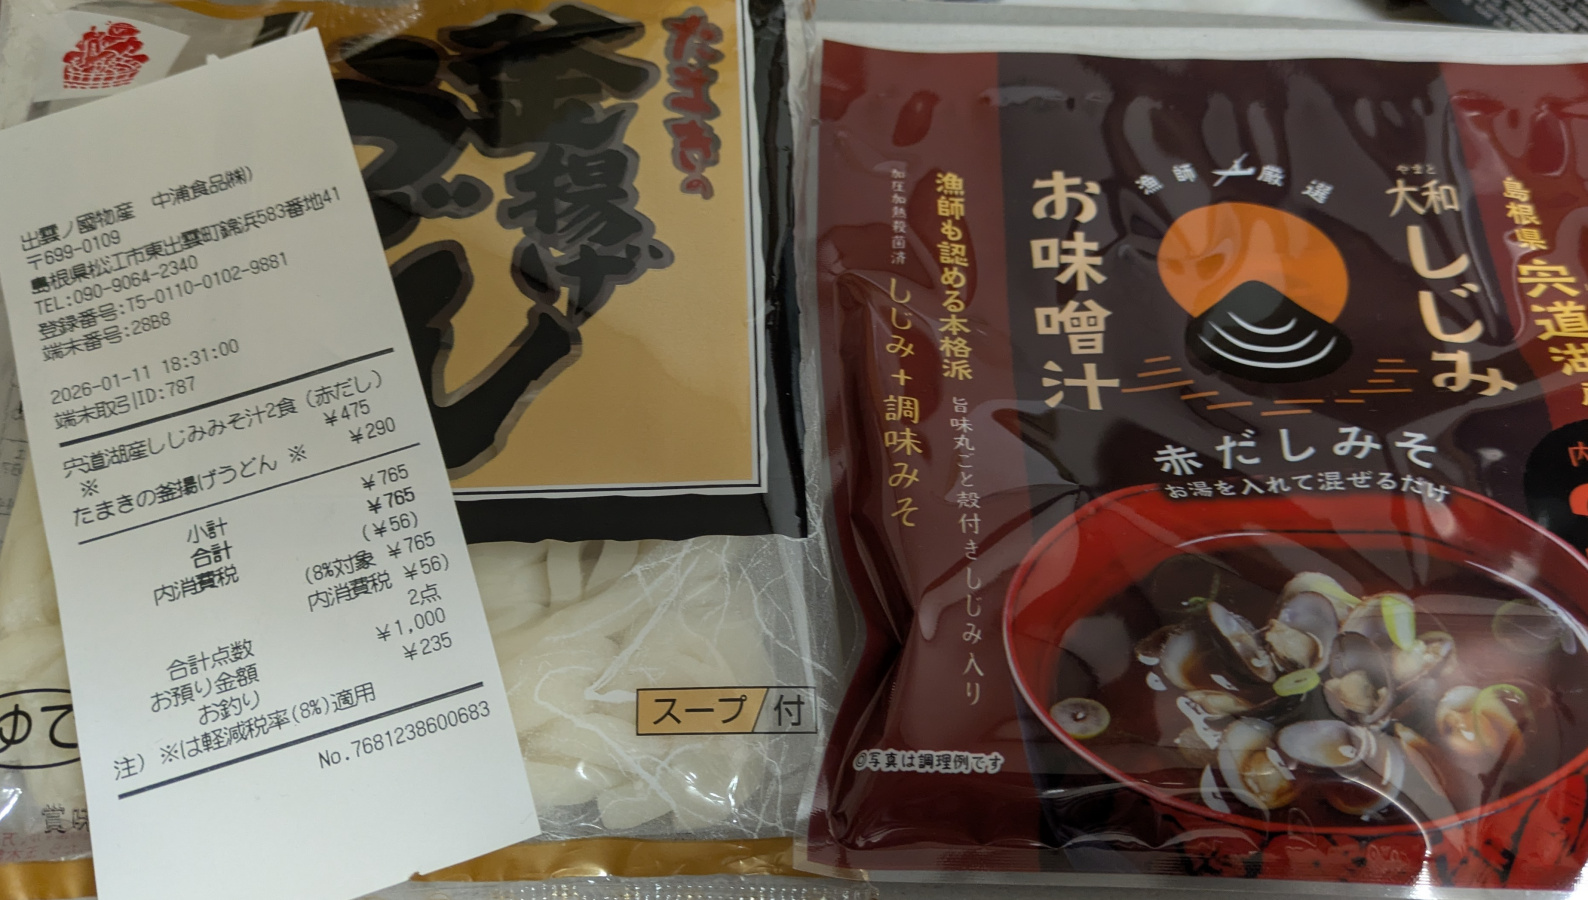 出雲ノ國物産 中浦食品㈱
〒699-0109
島根県松江市東出雲町錦浜583番地41
TEL:090-9064-2340
登録番号:T5-0110-0102-9881
端末番号:28B8
2026-01-11 18:31:00
端末取引ID:787
宍道湖産しじみみそ汁2食(赤だし)
※ ¥475
たまきの釜揚げうどん ※ ¥290
小計 ¥765
合計 ¥765
内消費税 (¥56)
(8%対象 ¥765
内消費税 ¥56)
合計点数 2点
お預り金額 ¥1,000
お釣り ¥235
注) ※は軽減税率(8%)適用
No.7681238600683
たまきの
釜揚げ
うどん
スープ付
ゆで
賞味
島根県
宍道湖
大和
やまと
しじみ
漁師厳選
お味噌汁
赤だしみそ
お湯を入れて混ぜるだけ
漁師も認める本格派
旨味丸ごと殻付きしじみ入り
加圧加熱殺菌済
しじみ+調味みそ
◎写真は調理例です